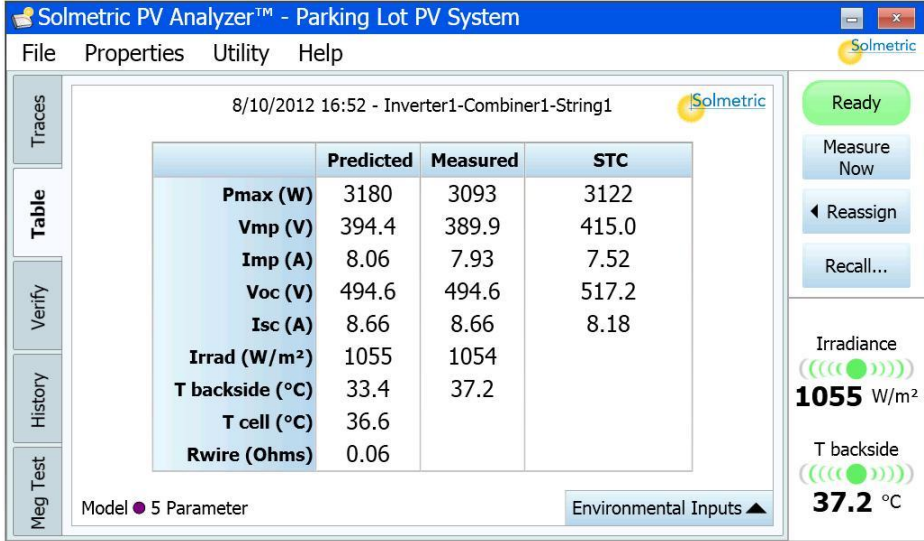 Solmetric PV Analyzer™ - Parking Lot PV System
File Properties Utility Help
Solmetric
Traces
Table
Verify
History
Meg Test
8/10/2012 16:52 - Inverter1-Combiner1-String1
Solmetric
Predicted Measured STC
Pmax (W) 3180 3093 3122
Vmp (V) 394.4 389.9 415.0
Imp (A) 8.06 7.93 7.52
Voc (V) 494.6 494.6 517.2
Isc (A) 8.66 8.66 8.18
Irrad (W/m²) 1055 1054
T backside (°C) 33.4 37.2
T cell (°C) 36.6
Rwire (Ohms) 0.06
Model 5 Parameter
Environmental Inputs
Ready
Measure
Now
Reassign
Recall...
Irradiance
1055 W/m²
T backside
37.2 °C